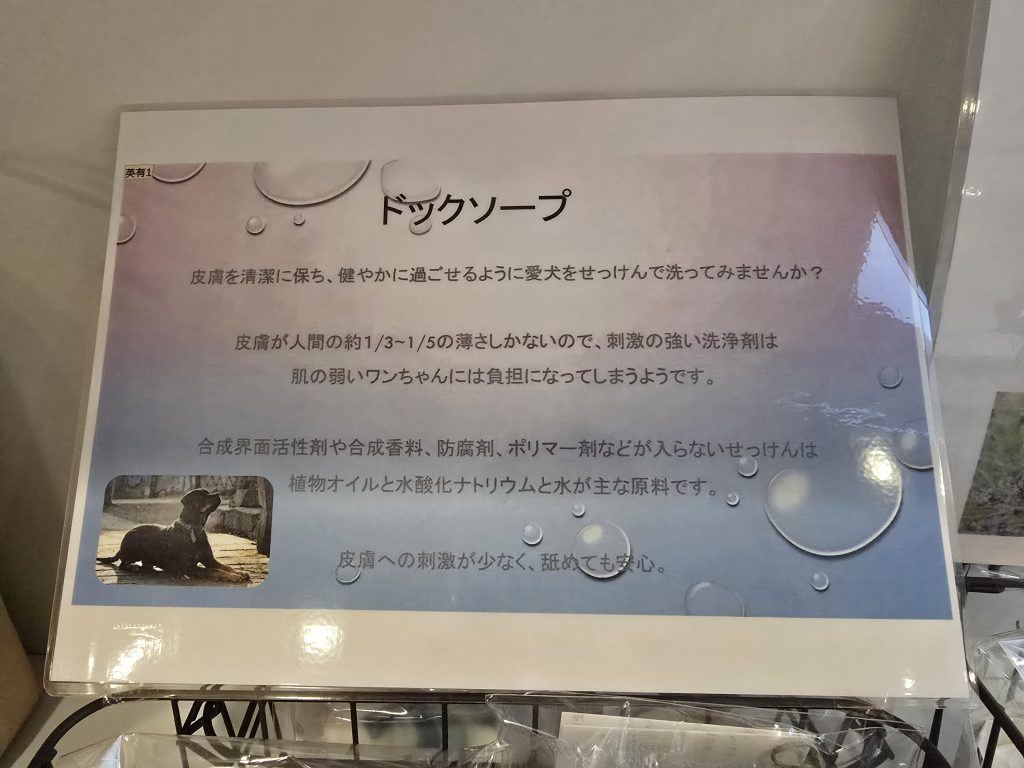 英有1
ドックソープ
皮膚を清潔に保ち、健やかに過ごせるように愛犬をせっけんで洗ってみませんか？
皮膚が人間の約1/3~1/5の薄さしかないので、刺激の強い洗浄剤は
肌の弱いワンちゃんには負担になってしまうようです。
合成界面活性剤や合成香料、防腐剤、ポリマー剤などが入らないせっけんは
植物オイルと水酸化ナトリウムと水が主な原料です。
皮膚への刺激が少なく、舐めても安心。